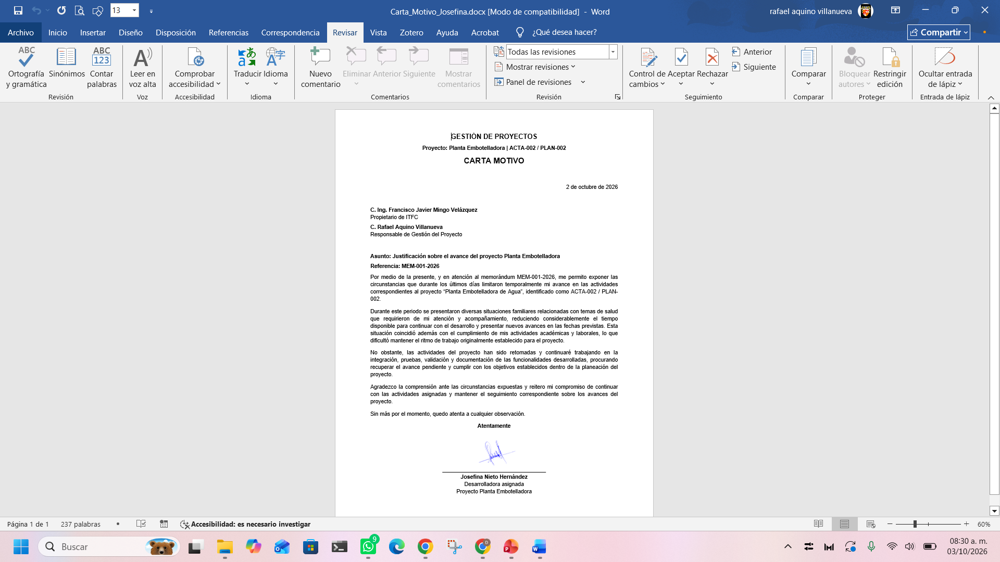 13
Carta_Motivo_Josefina.docx [Modo de compatibilidad] - Word
rafael aquino villanueva
Archivo Inicio Insertar Diseño Disposición Referencias Correspondencia Revisar Vista Zotero Ayuda Acrobat ¿Qué desea hacer? Compartir
Ortografía y gramática
Sinónimos
Contar palabras
Revisión
Leer en voz alta
Voz
Comprobar accesibilidad
Accesibilidad
Traducir
Idioma
Idioma
Nuevo comentario
Eliminar
Anterior
Siguiente
Mostrar comentarios
Comentarios
Todas las revisiones
Mostrar revisiones
Panel de revisiones
Revisión
Control de cambios
Aceptar
Rechazar
Anterior
Siguiente
Seguimiento
Comparar
Comparar
Bloquear autores
Restringir edición
Proteger
Ocultar entrada de lápiz
Entrada de lápiz
GESTIÓN DE PROYECTOS
Proyecto: Planta Embotelladora | ACTA-002 / PLAN-002
CARTA MOTIVO
2 de octubre de 2026
C. Ing. Francisco Javier Mingo Velázquez
Propietario de ITFC
C. Rafael Aquino Villanueva
Responsable de Gestión del Proyecto
Asunto: Justificación sobre el avance del proyecto Planta Embotelladora
Referencia: MEM-001-2026
Por medio de la presente, y en atención al memorándum MEM-001-2026, me permito exponer las
circunstancias que durante los últimos días limitaron temporalmente mi avance en las actividades
correspondientes al proyecto “Planta Embotelladora de Agua”, identificado como ACTA-002 / PLAN-
002.
Durante este periodo se presentaron diversas situaciones familiares relacionadas con temas de salud
que requirieron de mi atención y acompañamiento, reduciendo considerablemente el tiempo
disponible para continuar con el desarrollo y presentar nuevos avances en las fechas previstas. Esta
situación coincidió además con el cumplimiento de mis actividades académicas y laborales, lo que
dificultó mantener el ritmo de trabajo originalmente establecido para el proyecto.
No obstante, las actividades del proyecto han sido retomadas y continuaré trabajando en la
integración, pruebas, validación y documentación de las funcionalidades desarrolladas, procurando
recuperar el avance pendiente y cumplir con los objetivos establecidos dentro de la planeación del
proyecto.
Agradezco la comprensión ante las circunstancias expuestas y reitero mi compromiso de continuar
con las actividades asignadas y mantener el seguimiento correspondiente sobre los avances del
proyecto.
Sin más por el momento, quedo atenta a cualquier observación.
Atentamente
Josefina Nieto Hernández
Desarrolladora asignada
Proyecto Planta Embotelladora
Página 1 de 1 237 palabras Accesibilidad: es necesario investigar 60%
Buscar
9
08:30 a. m.
03/10/2026